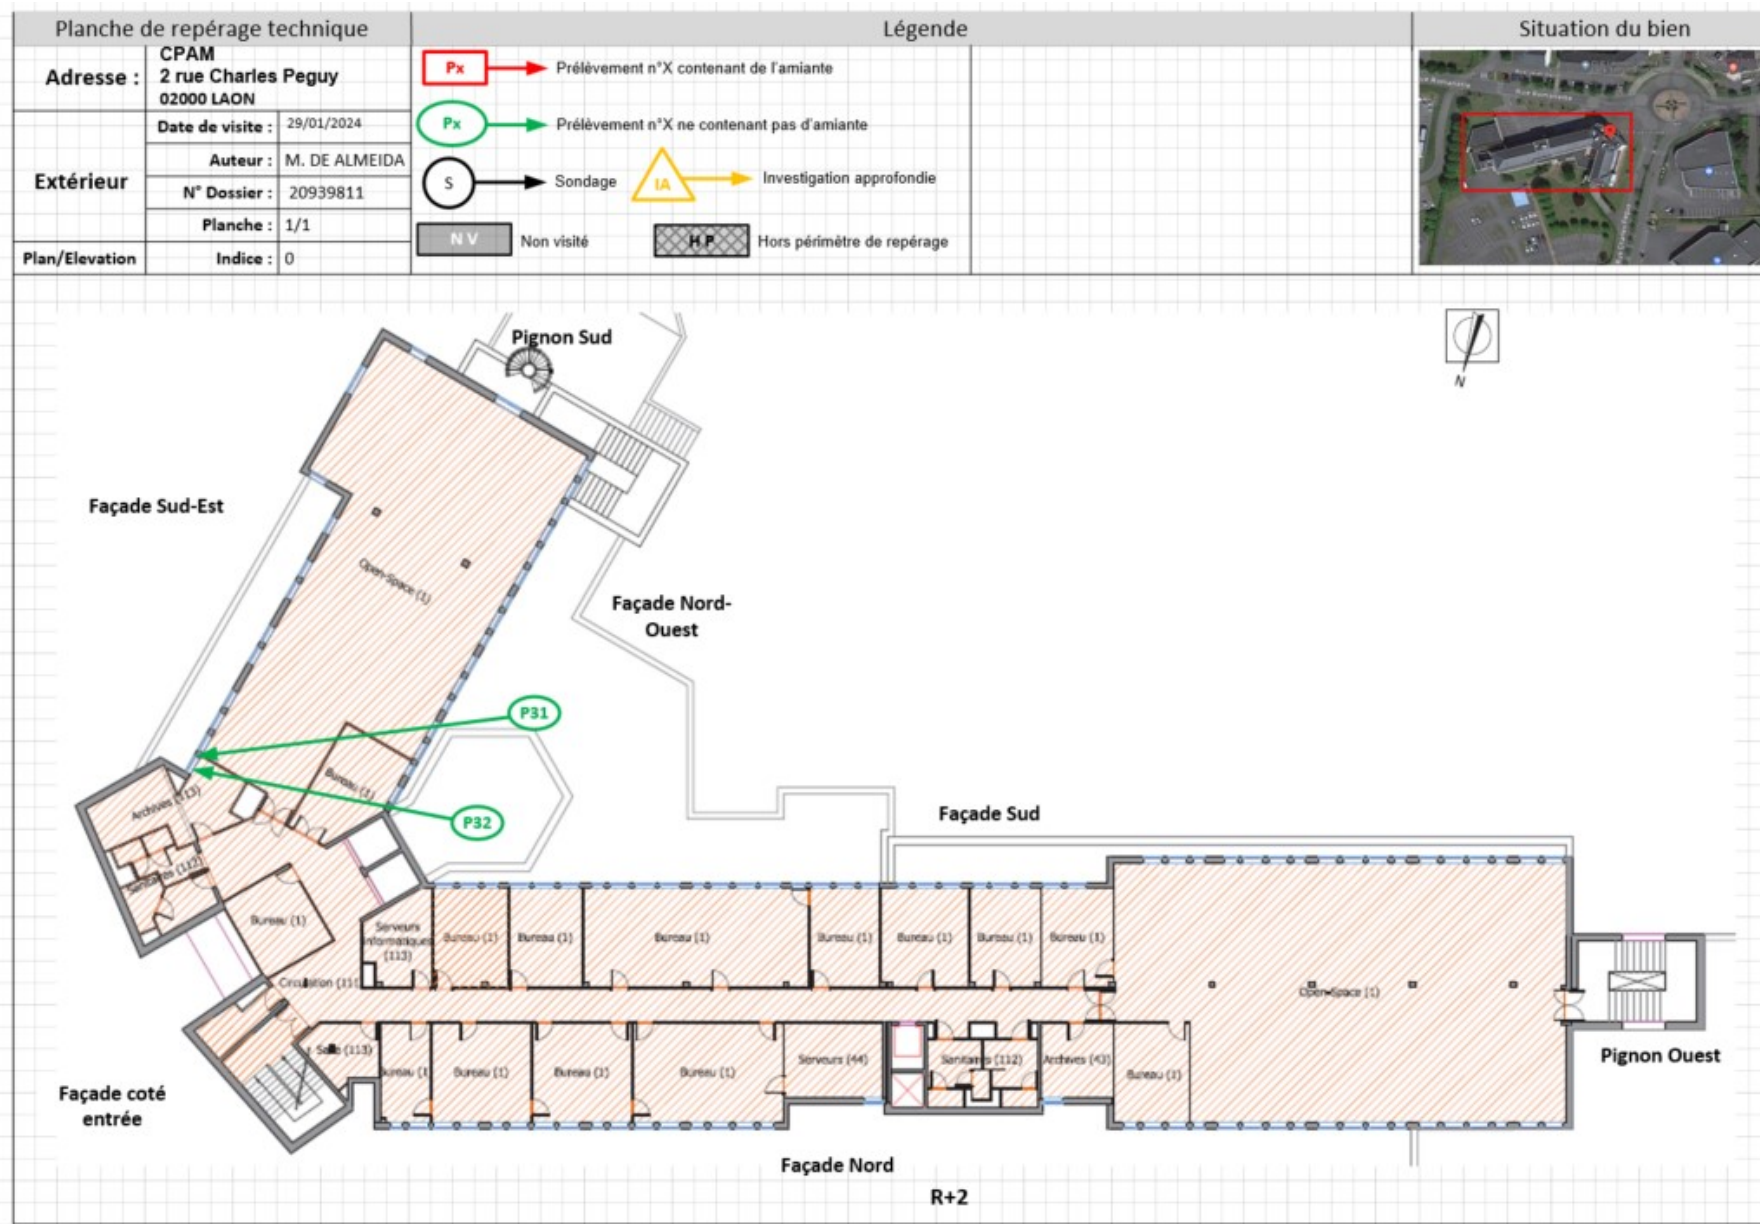 Planche de repérage technique
Légende
Situation du bien
Adresse :
CPAM
2 rue Charles Peguy
02000 LAON
Extérieur
Date de visite :
29/01/2024
Auteur :
M. DE ALMEIDA
N° Dossier :
20939811
Planche :
1/1
Plan/Elevation
Indice :
0
Px
Prélèvement n°X contenant de l'amiante
Px
Prélèvement n°X ne contenant pas d'amiante
S
Sondage
IA
Investigation approfondie
N V
Non visité
H P
Hors périmètre de repérage
N
Pignon Sud
Façade Sud-Est
Open-Space (1)
Façade Nord-
Ouest
P31
Bureau (1)
Archives (113)
P32
Façade Sud
Sanitaires (112)
Bureau (1)
Serveurs
informatiques
(113)
Bureau (1)
Bureau (1)
Bureau (1)
Bureau (1)
Bureau (1)
Bureau (1)
Bureau (1)
Circulation (111)
Open-Space (1)
Salle (113)
Bureau (1
Bureau (1)
Bureau (1)
Bureau (1)
Serveurs (44)
Sanitaires (112)
Archives (43)
Bureau (1)
Pignon Ouest
Façade coté
entrée
Façade Nord
R+2